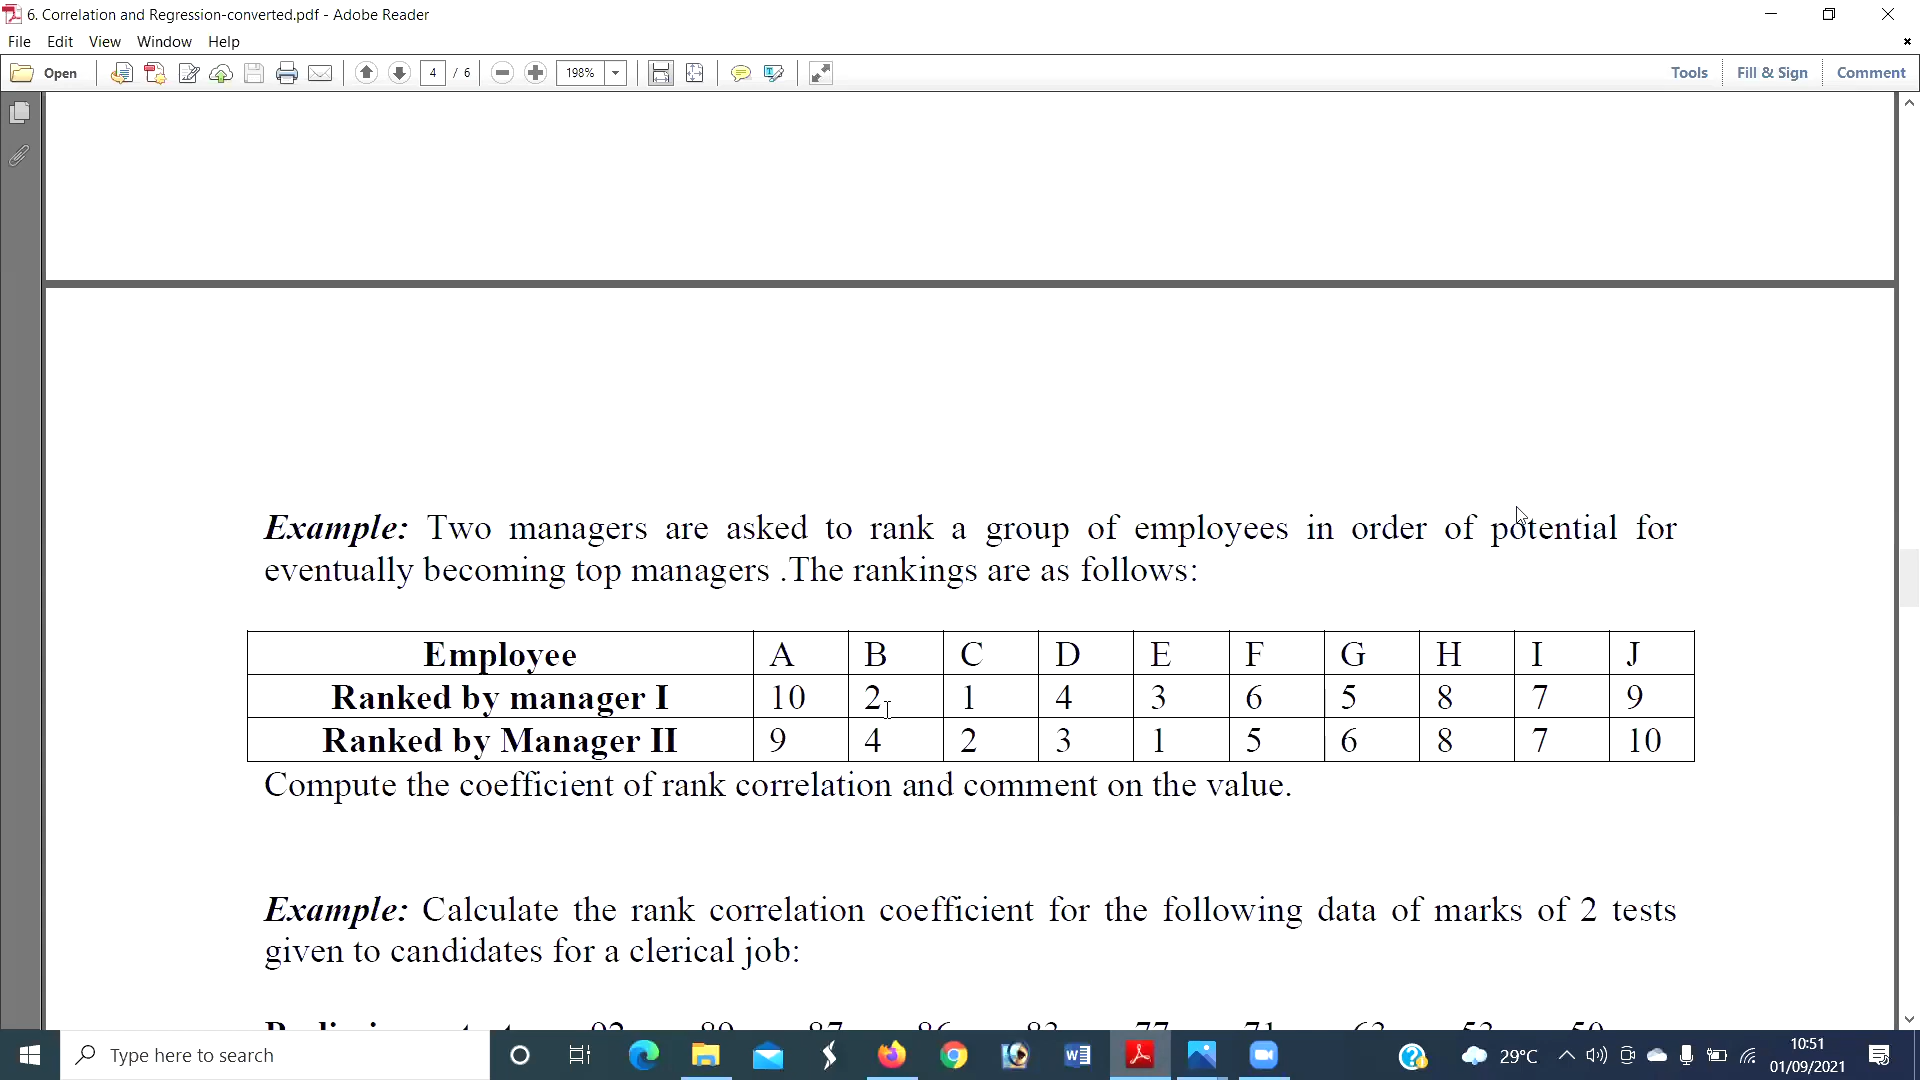 6. Correlation and Regression-converted.pdf - Adobe Reader
File Edit View Window Help
Open 4 / 6 198% Tools Fill & Sign Comment
Example: Two managers are asked to rank a group of employees in order of potential for
eventually becoming top managers .The rankings are as follows:
Employee A B C D E F G H I J
Ranked by manager I 10 2 1 4 3 6 5 8 7 9
Ranked by Manager II 9 4 2 3 1 5 6 8 7 10
Compute the coefficient of rank correlation and comment on the value.
Example: Calculate the rank correlation coefficient for the following data of marks of 2 tests
given to candidates for a clerical job:
Type here to search
29°C
10:51
01/09/2021